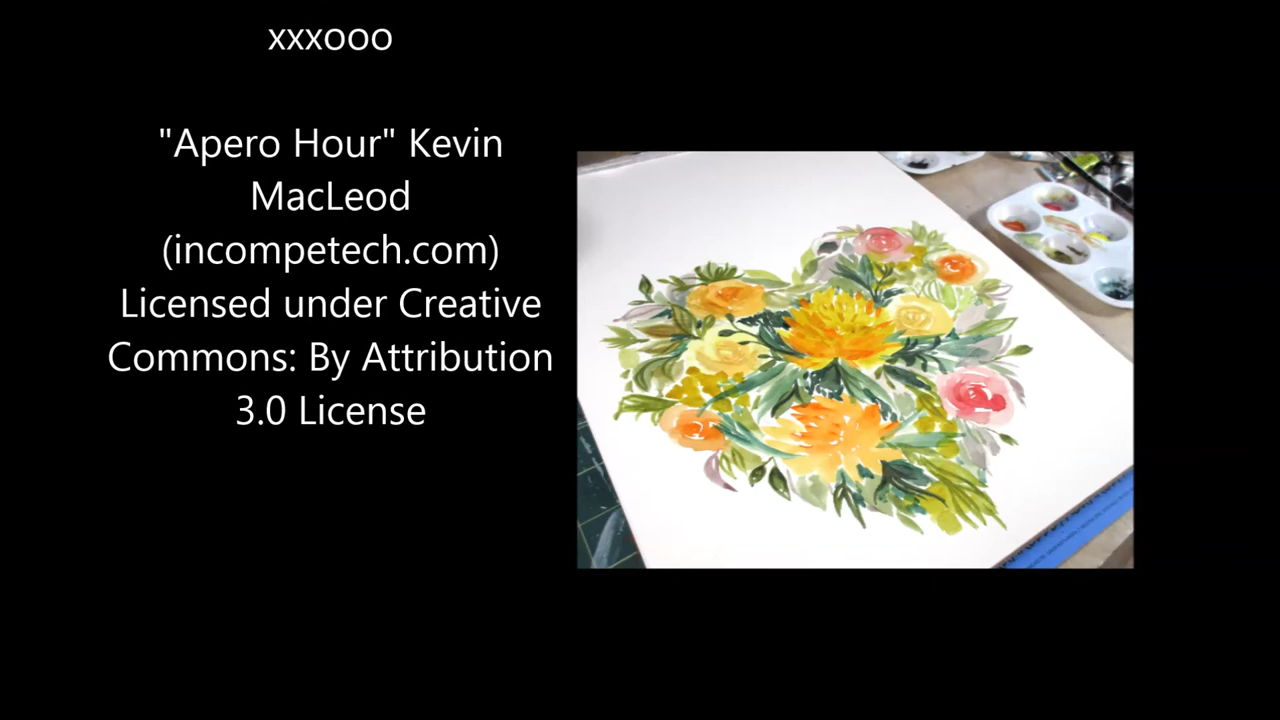 xxxooo
"Apero Hour" Kevin
MacLeod
(incompetech.com)
Licensed under Creative
Commons: By Attribution
3.0 License